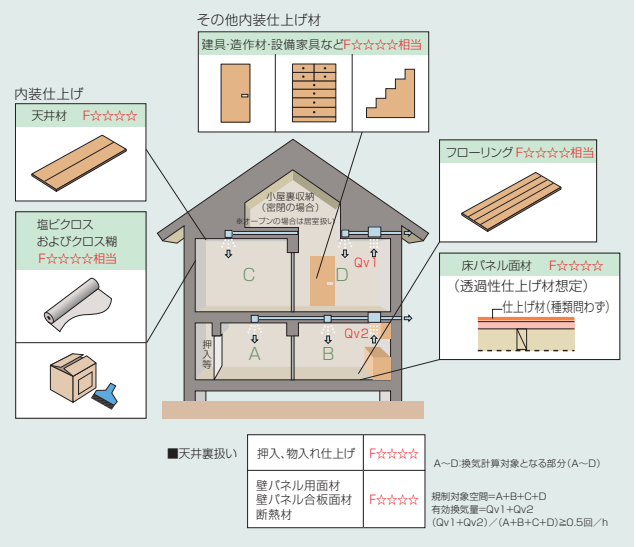 その他内装仕上げ材
建具・造作材・設備家具などF☆☆☆☆相当
内装仕上げ
天井材 F☆☆☆☆
塩ビクロス
およびクロス糊
F☆☆☆☆相当
小屋裏収納
(密閉の場合)
※オープンの場合は居室扱い
C
D
Qv1
押入等
A
B
Qv2
フローリングF☆☆☆☆相当
床パネル面材 F☆☆☆☆
(透過性仕上げ材想定)
仕上げ材(種類問わず)
■天井裏扱い
押入、物入れ仕上げ F☆☆☆☆
壁パネル用面材
壁パネル合板面材 F☆☆☆☆
断熱材
A〜D:換気計算対象となる部分(A〜D)
規制対象空間=A+B+C+D
有効換気量=Qv1+Qv2
(Qv1+Qv2)/(A+B+C+D)≧0.5回/h